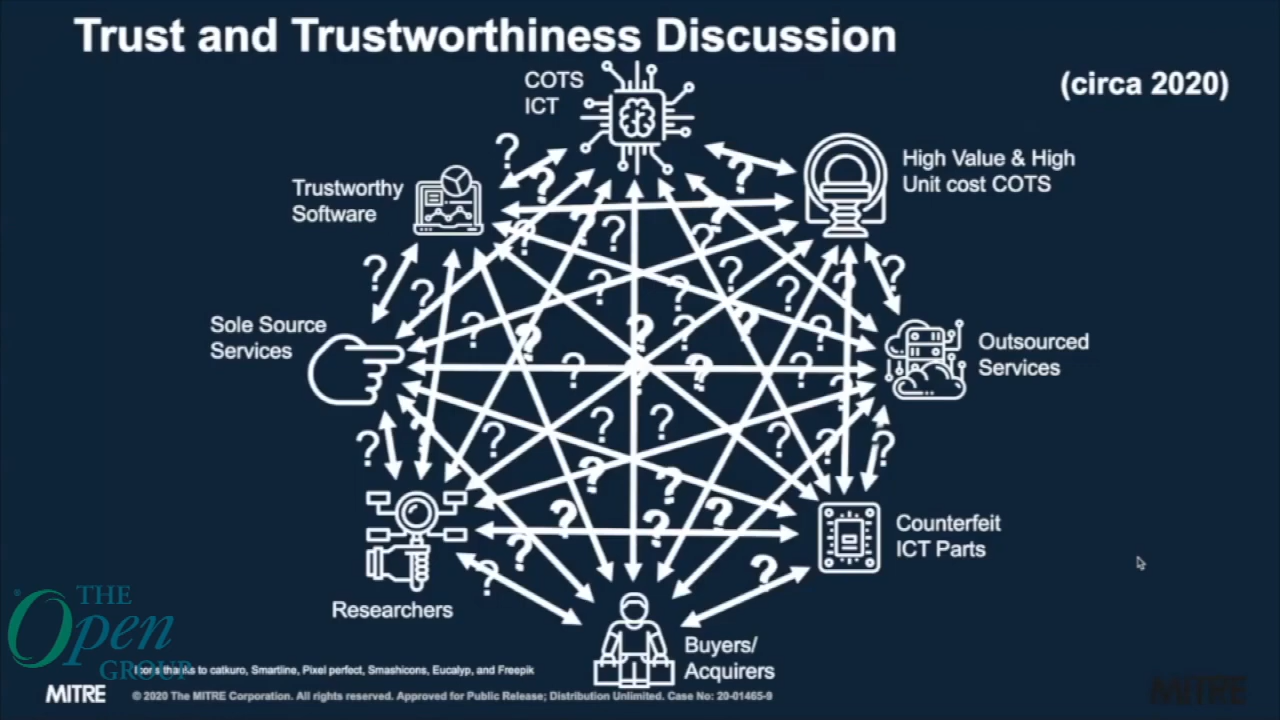 Trust and Trustworthiness Discussion
(circa 2020)
COTS
ICT
High Value & High
Unit cost COTS
Trustworthy
Software
Sole Source
Services
Outsourced
Services
Counterfeit
ICT Parts
Researchers
Buyers/
Acquirers
THE
Open
GROUP
thanks to catkuro, Smartline, Pixel perfect, Smashicons, Eucalyp, and Freepik
MITRE
© 2020 The MITRE Corporation. All rights reserved. Approved for Public Release; Distribution Unlimited. Case No: 20-01465-9
MITRE